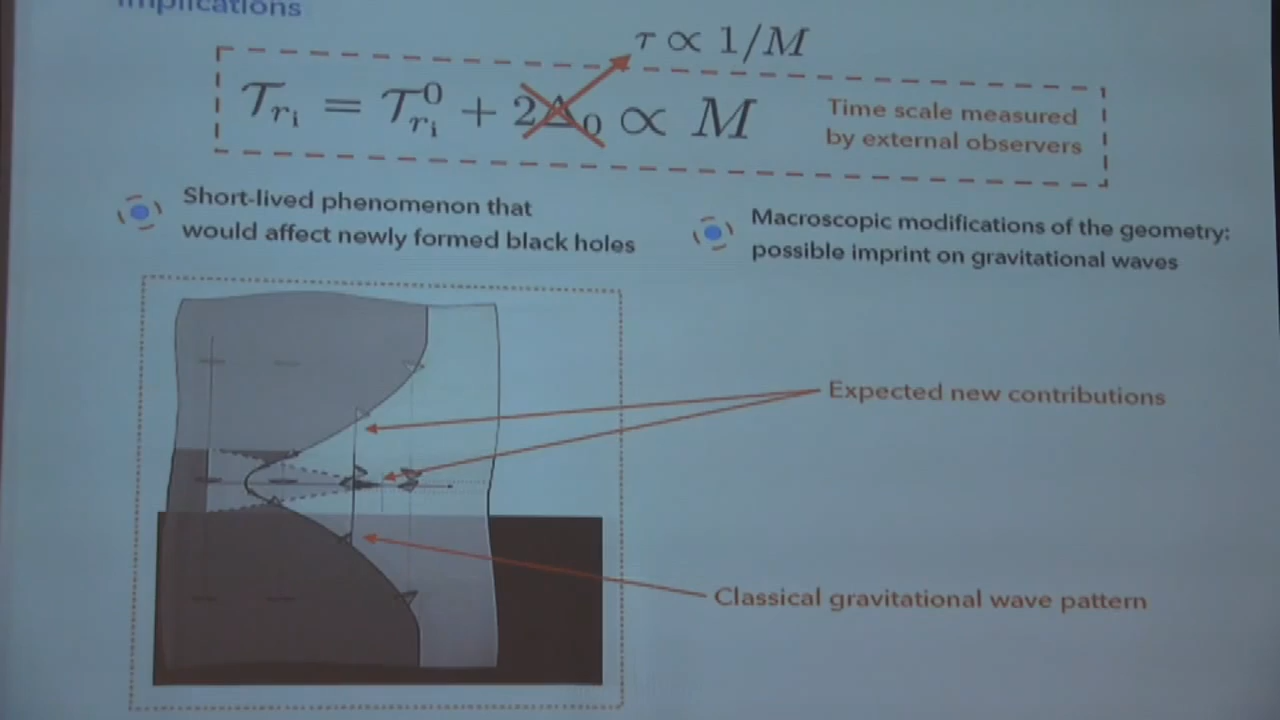 Implications
τ ∝ 1/M
𝒯_{r_i} = 𝒯^0_{r_i} + 2Δ_0 ∝ M
Time scale measured
by external observers
Short-lived phenomenon that
would affect newly formed black holes
Macroscopic modifications of the geometry:
possible imprint on gravitational waves
Expected new contributions
Classical gravitational wave pattern